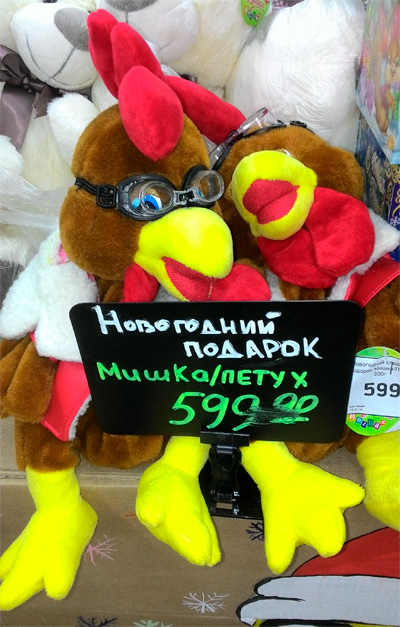 Новогодний
ПОДАРОК
Мишка/ПЕТУХ
599=00
599